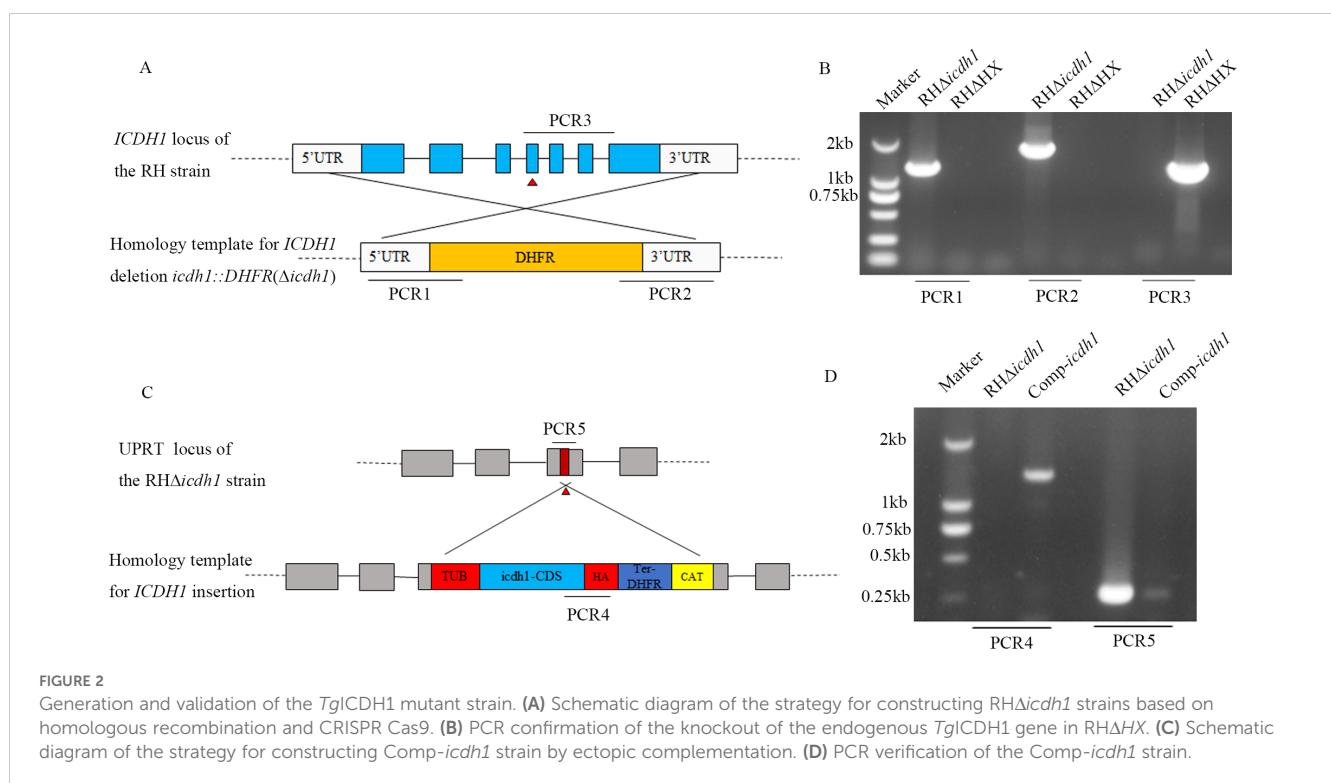 A
ICDH1 locus of
the RH strain
PCR3
5’UTR
3’UTR
Homology template for ICDH1
deletion icdh1::DHFR(Δicdh1)
5’UTR
DHFR
3’UTR
PCR1
PCR2
B
Marker
RHΔicdh1
RHΔHX
RHΔicdh1
RHΔHX
RHΔicdh1
RHΔHX
2kb
1kb
0.75kb
PCR1
PCR2
PCR3
C
UPRT locus of
the RHΔicdh1 strain
PCR5
Homology template
for ICDH1 insertion
TUB
icdh1-CDS
HA
Ter-
DHFR
CAT
PCR4
D
Marker
RHΔicdh1
Comp-icdh1
RHΔicdh1
Comp-icdh1
2kb
1kb
0.75kb
0.5kb
0.25kb
PCR4
PCR5
FIGURE 2
Generation and validation of the TgICDH1 mutant strain. (A) Schematic diagram of the strategy for constructing RHΔicdh1 strains based on
homologous recombination and CRISPR Cas9. (B) PCR confirmation of the knockout of the endogenous TgICDH1 gene in RHΔHX. (C) Schematic
diagram of the strategy for constructing Comp-icdh1 strain by ectopic complementation. (D) PCR verification of the Comp-icdh1 strain.